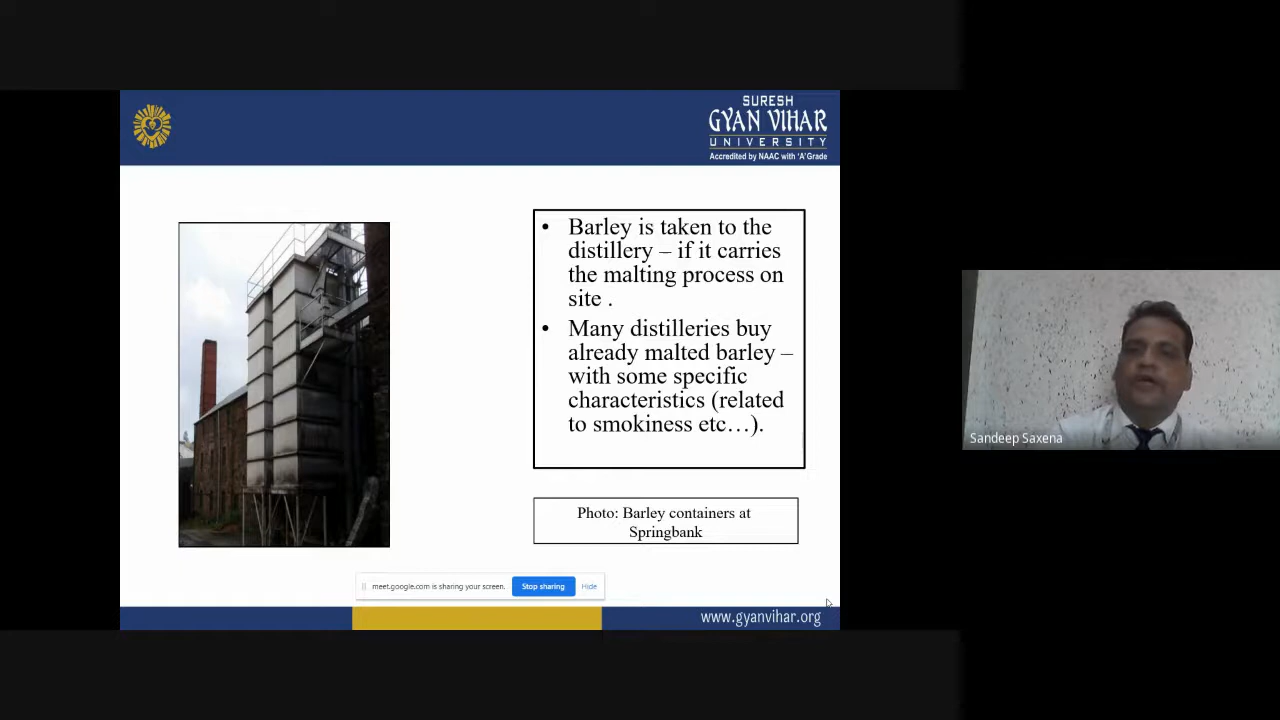 SURESH
GYAN VIHAR
UNIVERSITY
Accredited by NAAC with 'A' Grade
• Barley is taken to the
distillery – if it carries
the malting process on
site .
• Many distilleries buy
already malted barley –
with some specific
characteristics (related
to smokiness etc…).
Photo: Barley containers at
Springbank
meet.google.com is sharing your screen. Stop sharing Hide
www.gyanvihar.org
Sandeep Saxena